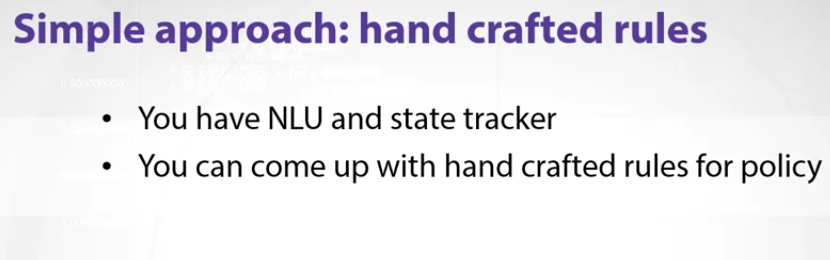 Simple approach: hand crafted rules
• You have NLU and state tracker
• You can come up with hand crafted rules for policy